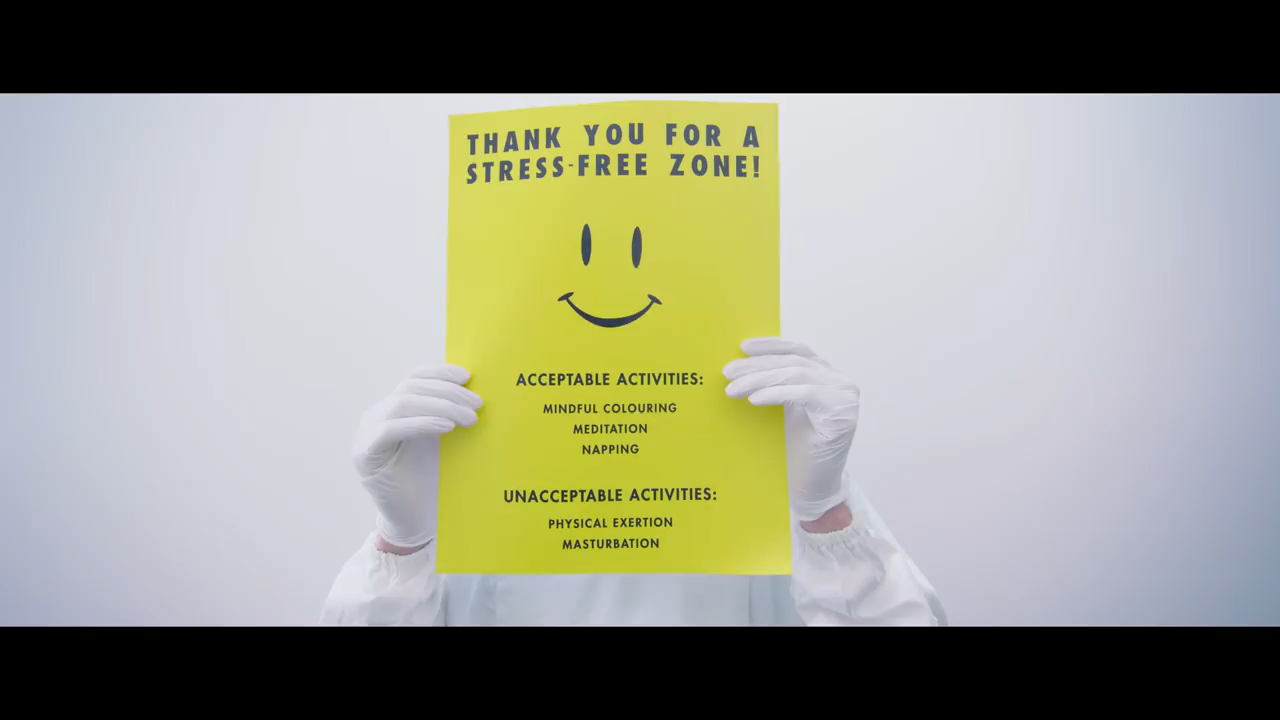 THANK YOU FOR A
STRESS-FREE ZONE!
ACCEPTABLE ACTIVITIES:
MINDFUL COLOURING
MEDITATION
NAPPING
UNACCEPTABLE ACTIVITIES:
PHYSICAL EXERTION
MASTURBATION